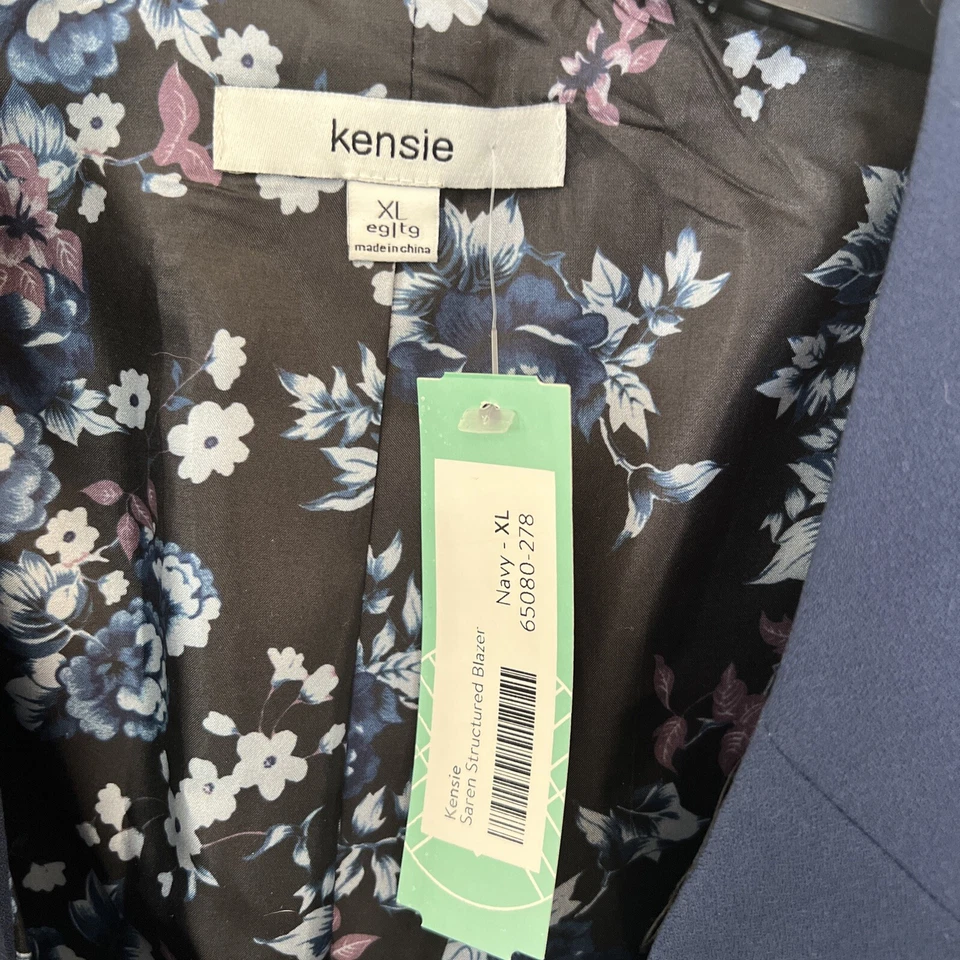 kensie
XL
eg|tg
made in china
Kensie
Saren Structured Blazer
Navy - XL
65080-278